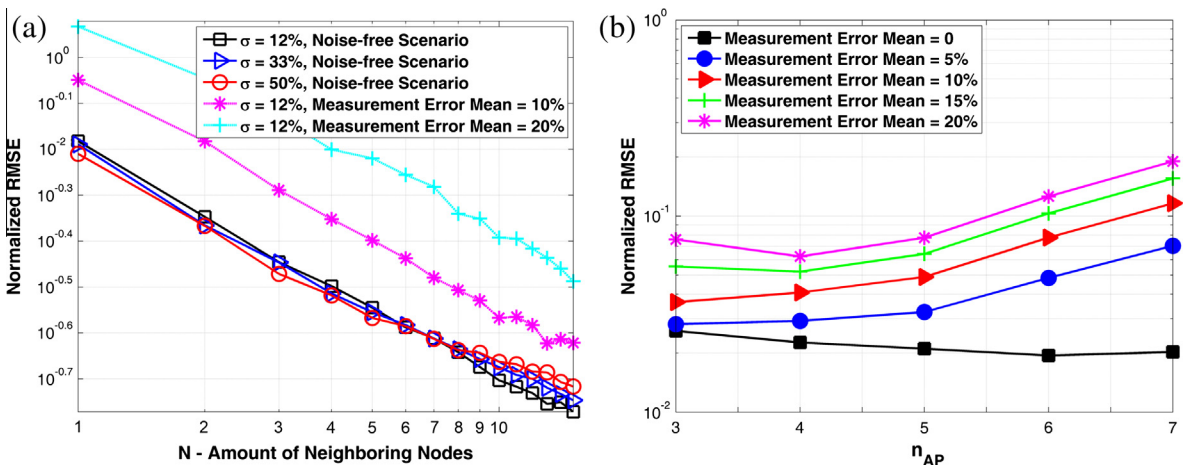 (a)
σ = 12%, Noise-free Scenario
σ = 33%, Noise-free Scenario
σ = 50%, Noise-free Scenario
σ = 12%, Measurement Error Mean = 10%
σ = 12%, Measurement Error Mean = 20%
Normalized RMSE
10^0
10^-0.1
10^-2
10^-0.3
10^-0.4
10^-0.5
10^-0.6
10^-0.7
1 2 3 4 5 6 7 8 9 10
N - Amount of Neighboring Nodes
(b)
Measurement Error Mean = 0
Measurement Error Mean = 5%
Measurement Error Mean = 10%
Measurement Error Mean = 15%
Measurement Error Mean = 20%
Normalized RMSE
10^0
10^-1
10^-2
3 4 5 6 7
n_AP